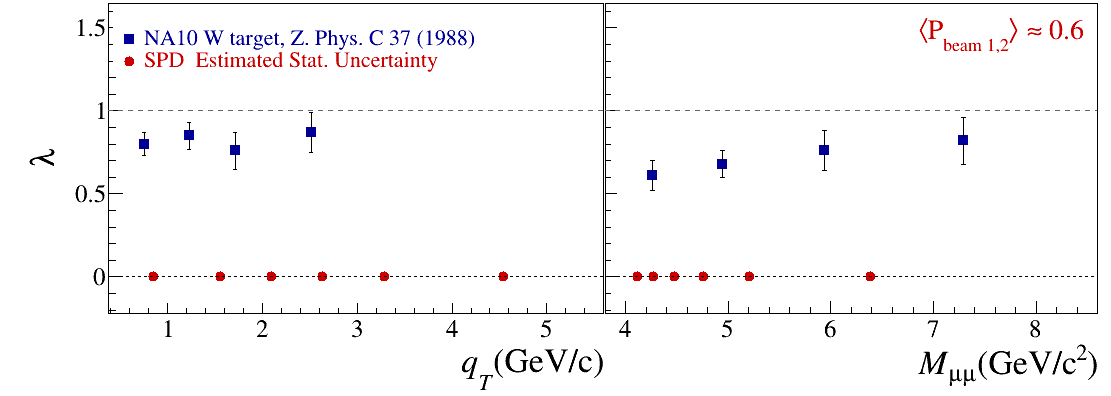 NA10 W target, Z. Phys. C 37 (1988)
SPD Estimated Stat. Uncertainty
⟨P_beam 1,2⟩ ≈ 0.6
λ
1.5
1
0.5
0
1 2 3 4 5
4 5 6 7 8
q_T(GeV/c)
M_μμ(GeV/c²)